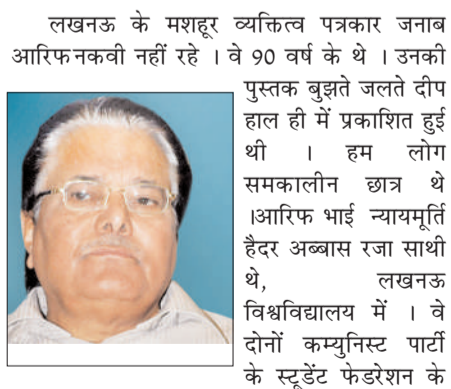 लखनऊ के मशहूर व्यक्तित्व पत्रकार जनाब
आरिफनकवी नहीं रहे । वे 90 वर्ष के थे । उनकी
पुस्तक बुझते जलते दीप
हाल ही में प्रकाशित हुई
थी । हम लोग
समकालीन छात्र थे
।आरिफ भाई न्यायमूर्ति
हैदर अब्बास रजा साथी
थे, लखनऊ
विश्वविद्यालय में । वे
दोनों कम्युनिस्ट पार्टी
के स्टूडेंट फेडरेशन के